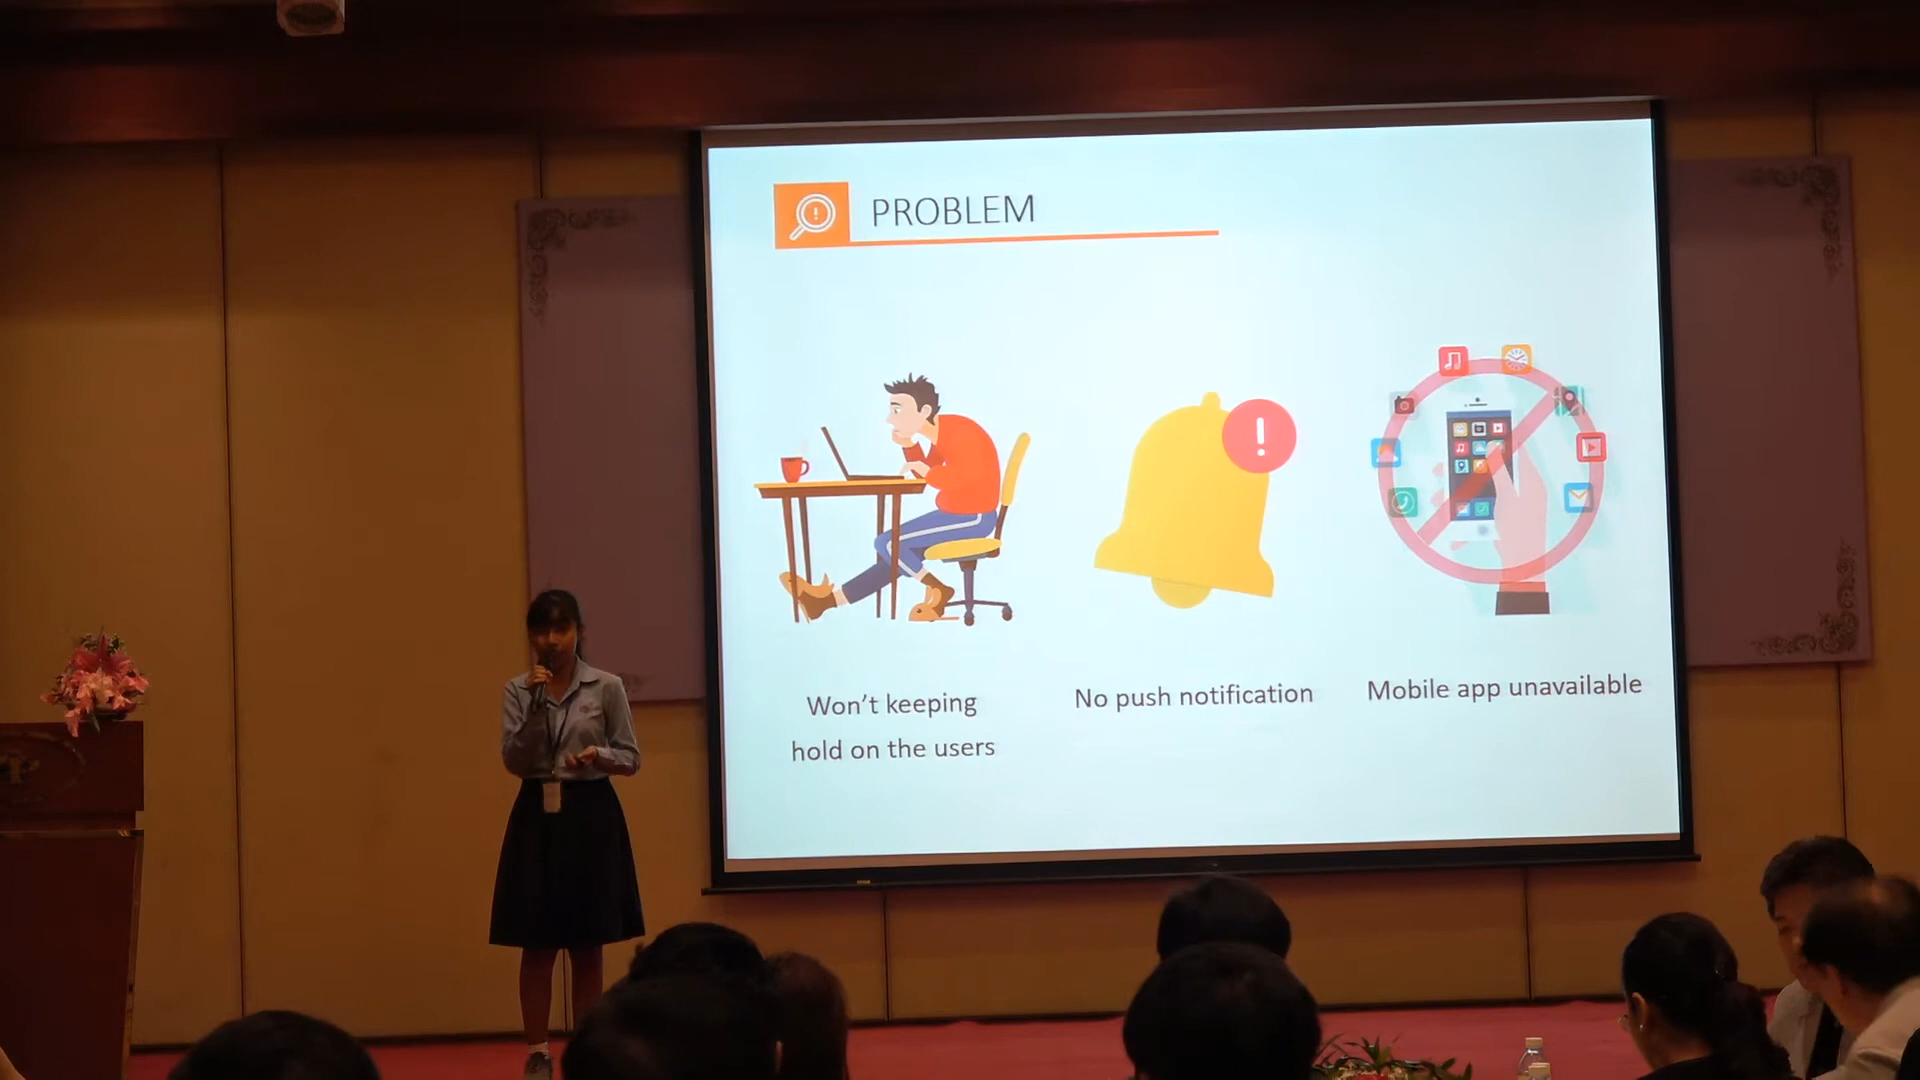 PROBLEM
Won't keeping
hold on the users
No push notification
Mobile app unavailable